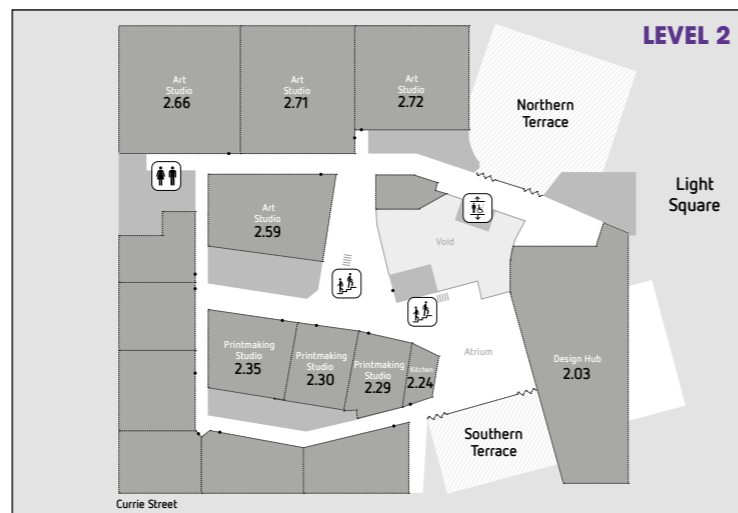 LEVEL 2
Art
Studio
2.66
Art
Studio
2.71
Art
Studio
2.72
Northern
Terrace
Light
Square
Art
Studio
2.59
Void
Printmaking
Studio
2.35
Printmaking
Studio
2.30
Printmaking
Studio
2.29
Kitchen
2.24
Atrium
Design Hub
2.03
Southern
Terrace
Currie Street